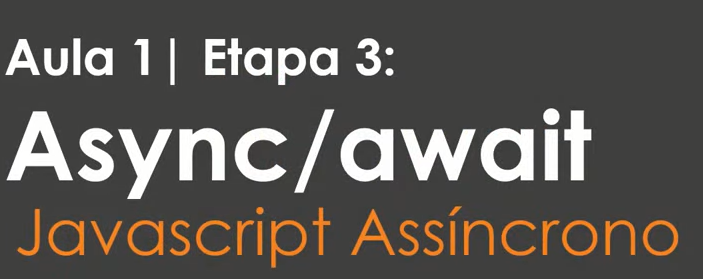 Aula 1| Etapa 3:
Async/await
Javascript Assíncrono